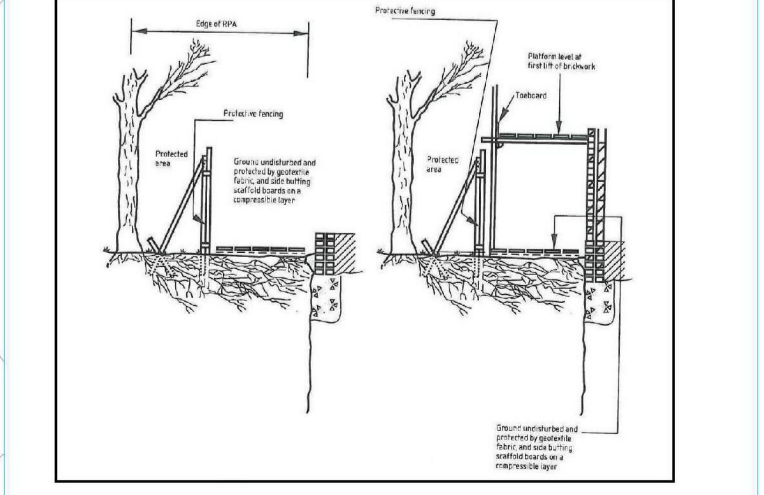 Edge of RPA
Protective fencing
Protected
area
Ground undisturbed and
protected by geotextile
fabric, and side butting
scaffold boards on a
compressible layer
Protective fencing
Platform level at
first lift of brickwork
Toeboard
Protected
area
Ground undisturbed and
protected by geotextile
fabric, and side butting
scaffold boards on a
compressible layer